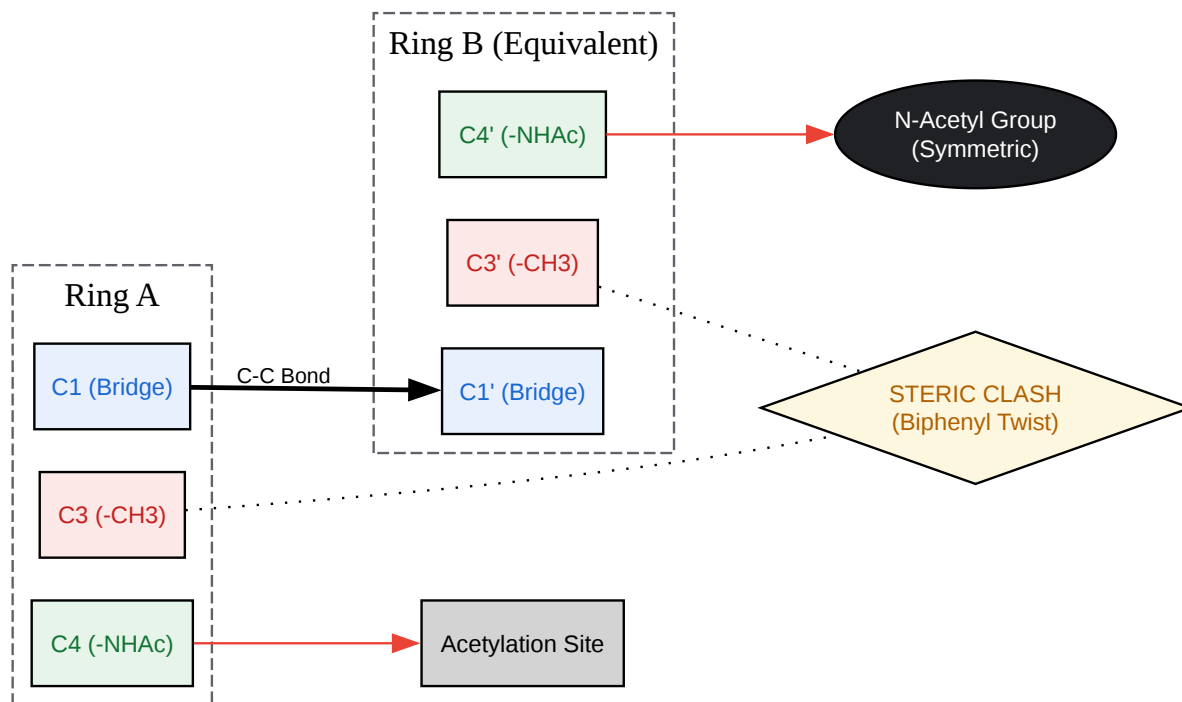 Ring B (Equivalent)
C4' (-NHAc)
N-Acetyl Group
(Symmetric)
C3' (-CH3)
Ring A
C1 (Bridge)
C-C Bond
C1' (Bridge)
STERIC CLASH
(Biphenyl Twist)
C3 (-CH3)
C4 (-NHAc)
Acetylation Site